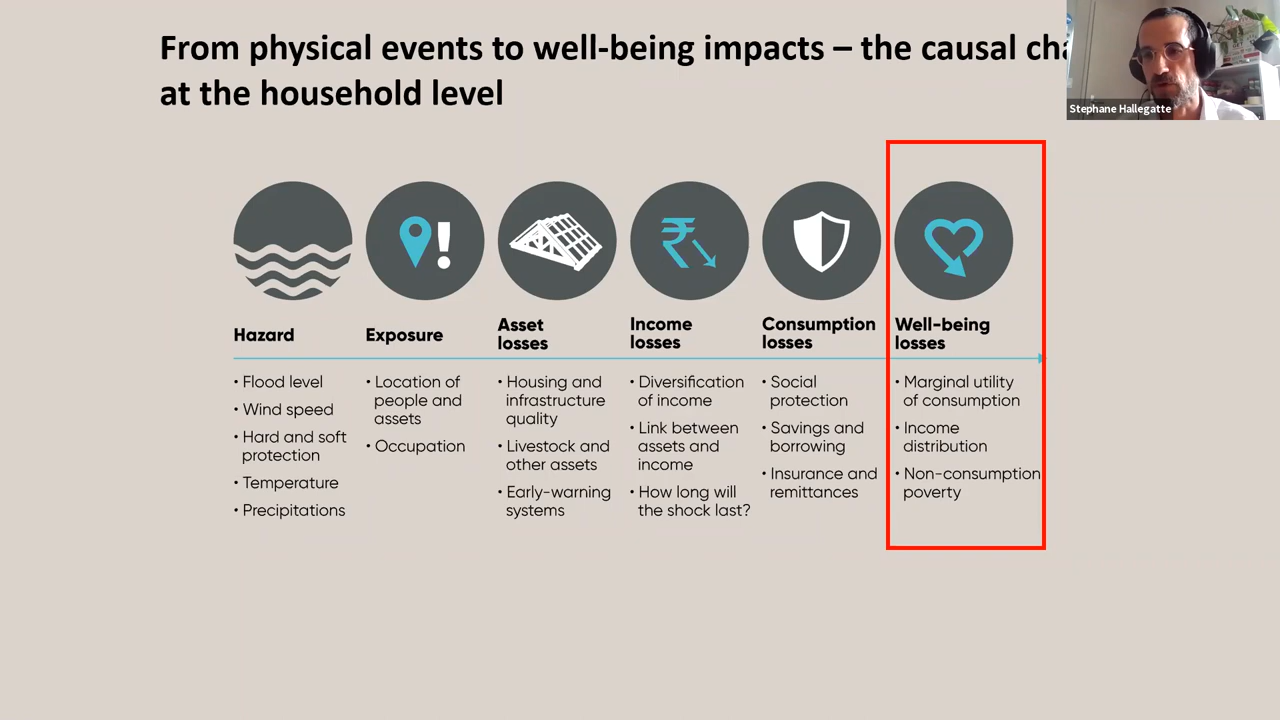 From physical events to well-being impacts – the causal cha
at the household level
Stephane Hallegatte
Hazard
• Flood level
• Wind speed
• Hard and soft
protection
• Temperature
• Precipitations
Exposure
• Location of
people and
assets
• Occupation
Asset
losses
• Housing and
infrastructure
quality
• Livestock and
other assets
• Early-warning
systems
Income
losses
• Diversification
of income
• Link between
assets and
income
• How long will
the shock last?
Consumption
losses
• Social
protection
• Savings and
borrowing
• Insurance and
remittances
Well-being
losses
• Marginal utility
of consumption
• Income
distribution
• Non-consumption
poverty